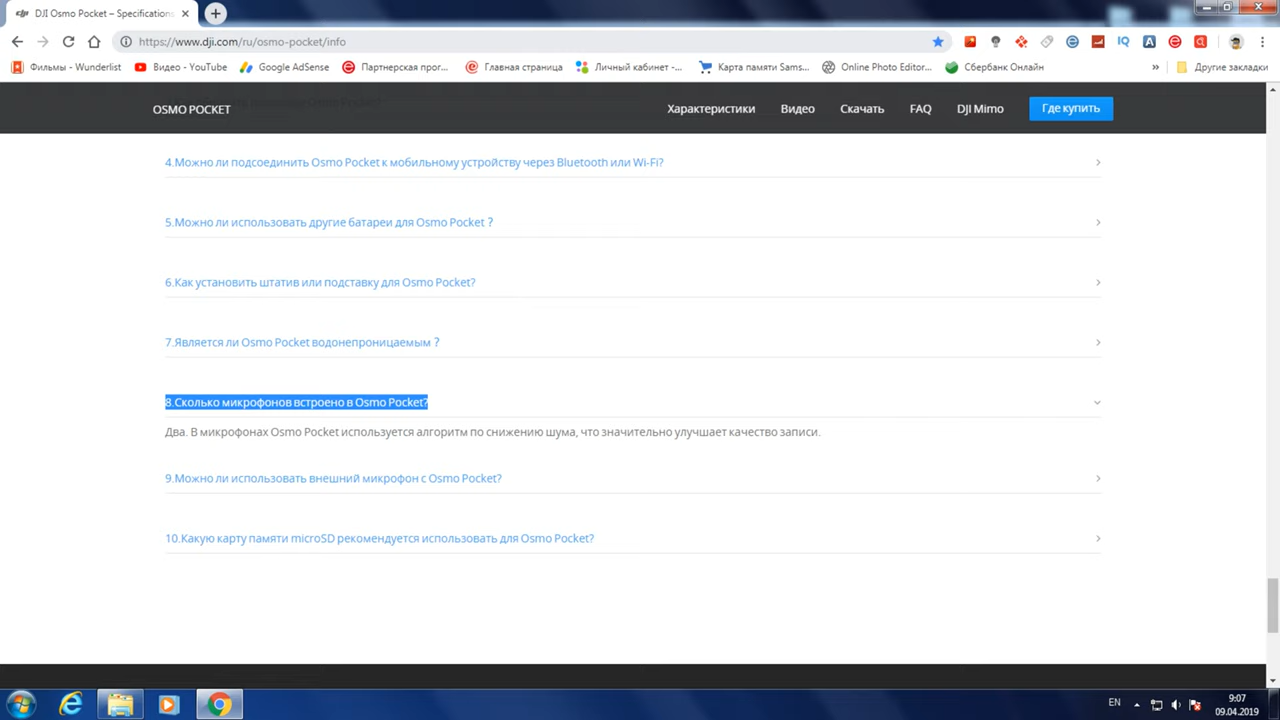 DJI Osmo Pocket – Specifications
https://www.dji.com/ru/osmo-pocket/info
Фильмы - Wunderlist
Видео - YouTube
Google AdSense
Партнерская прог...
Главная страница
Личный кабинет -...
Карта памяти Sams...
Online Photo Editor...
Сбербанк Онлайн
»
Другие закладки
OSMO POCKET
Характеристики
Видео
Скачать
FAQ
DJI Mimo
Где купить
4.Можно ли подсоединить Osmo Pocket к мобильному устройству через Bluetooth или Wi-Fi?
5.Можно ли использовать другие батареи для Osmo Pocket ?
6.Как установить штатив или подставку для Osmo Pocket?
7.Является ли Osmo Pocket водонепроницаемым ?
8.Сколько микрофонов встроено в Osmo Pocket?
Два. В микрофонах Osmo Pocket используется алгоритм по снижению шума, что значительно улучшает качество записи.
9.Можно ли использовать внешний микрофон с Osmo Pocket?
10.Какую карту памяти microSD рекомендуется использовать для Osmo Pocket?
EN
9:07
09.04.2019